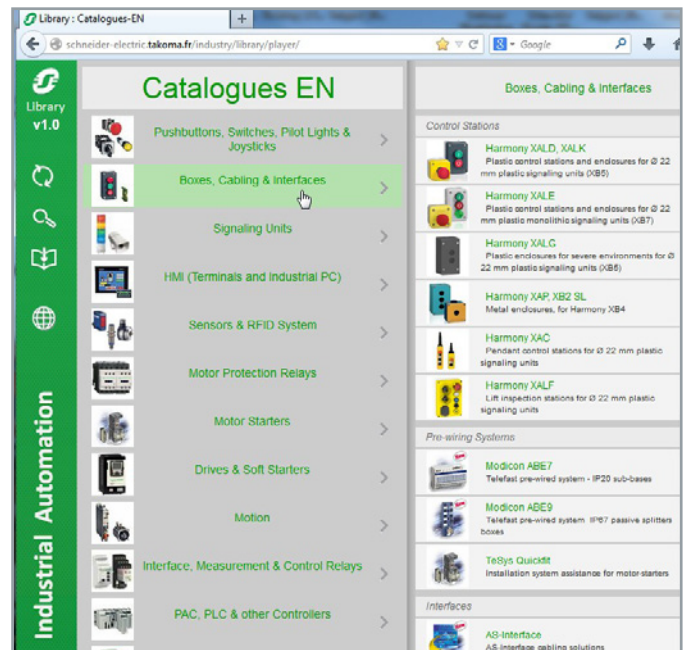 Library : Catalogues-EN
+
schneider-electric.takoma.fr/industry/library/player/
Google
Library
v1.0
Industrial Automation
Catalogues EN
Pushbuttons, Switches, Pilot Lights &
Joysticks
Boxes, Cabling & Interfaces
Signaling Units
HMI (Terminals and Industrial PC)
Sensors & RFID System
Motor Protection Relays
Motor Starters
Drives & Soft Starters
Motion
Interface, Measurement & Control Relays
PAC, PLC & other Controllers
Boxes, Cabling & Interfaces
Control Stations
Harmony XALD, XALK
Plastic control stations and enclosures for Ø 22
mm plastic signaling units (XB5)
Harmony XALE
Plastic control stations and enclosures for Ø 22
mm plastic monolithic signaling units (XB7)
Harmony XALG
Plastic enclosures for severe environments for Ø
22 mm plastic signaling units (XB5)
Harmony XAP, XB2 SL
Metal enclosures, for Harmony XB4
Harmony XAC
Pendant control stations for Ø 22 mm plastic
signaling units
Harmony XALF
Lift inspection stations for Ø 22 mm plastic
signaling units
Pre-wiring Systems
Modicon ABE7
Telefast pre-wired system - IP20 sub-bases
Modicon ABE9
Telefast pre-wired system IP67 passive splitters
boxes
TeSys Quickfit
Installation system assistance for motor-starters
Interfaces
AS-Interface
AS-Interface cabling solutions